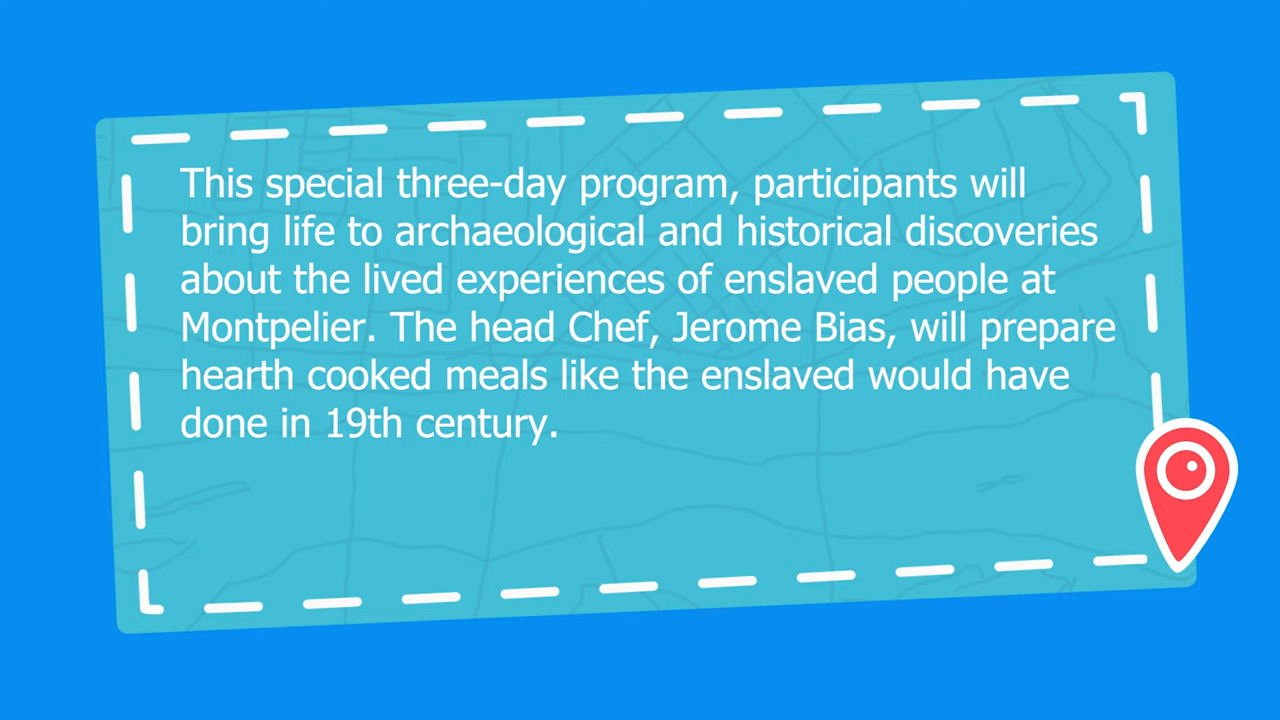 This special three-day program, participants will
bring life to archaeological and historical discoveries
about the lived experiences of enslaved people at
Montpelier. The head Chef, Jerome Bias, will prepare
hearth cooked meals like the enslaved would have
done in 19th century.